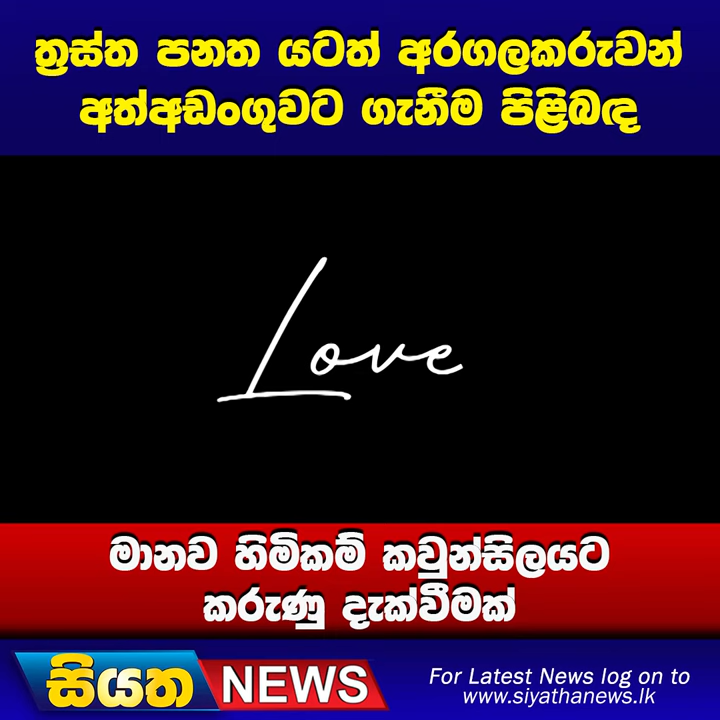 ත්‍රස්ත පනත යටත් අරගලකරුවන්
අත්අඩංගුවට ගැනීම පිළිබඳ
Love
මානව හිමිකම් කවුන්සිලයට
කරුණු දැක්වීමක්
සියත NEWS
For Latest News log on to
www.siyathanews.lk